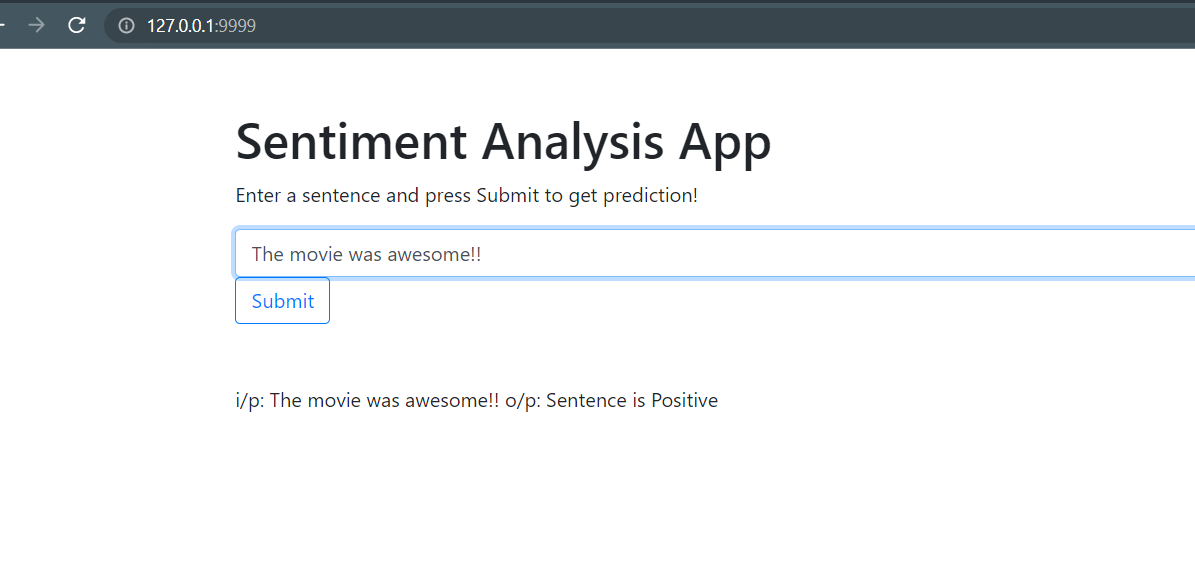 127.0.0.1:9999
Sentiment Analysis App
Enter a sentence and press Submit to get prediction!
The movie was awesome!!
Submit
i/p: The movie was awesome!! o/p: Sentence is Positive